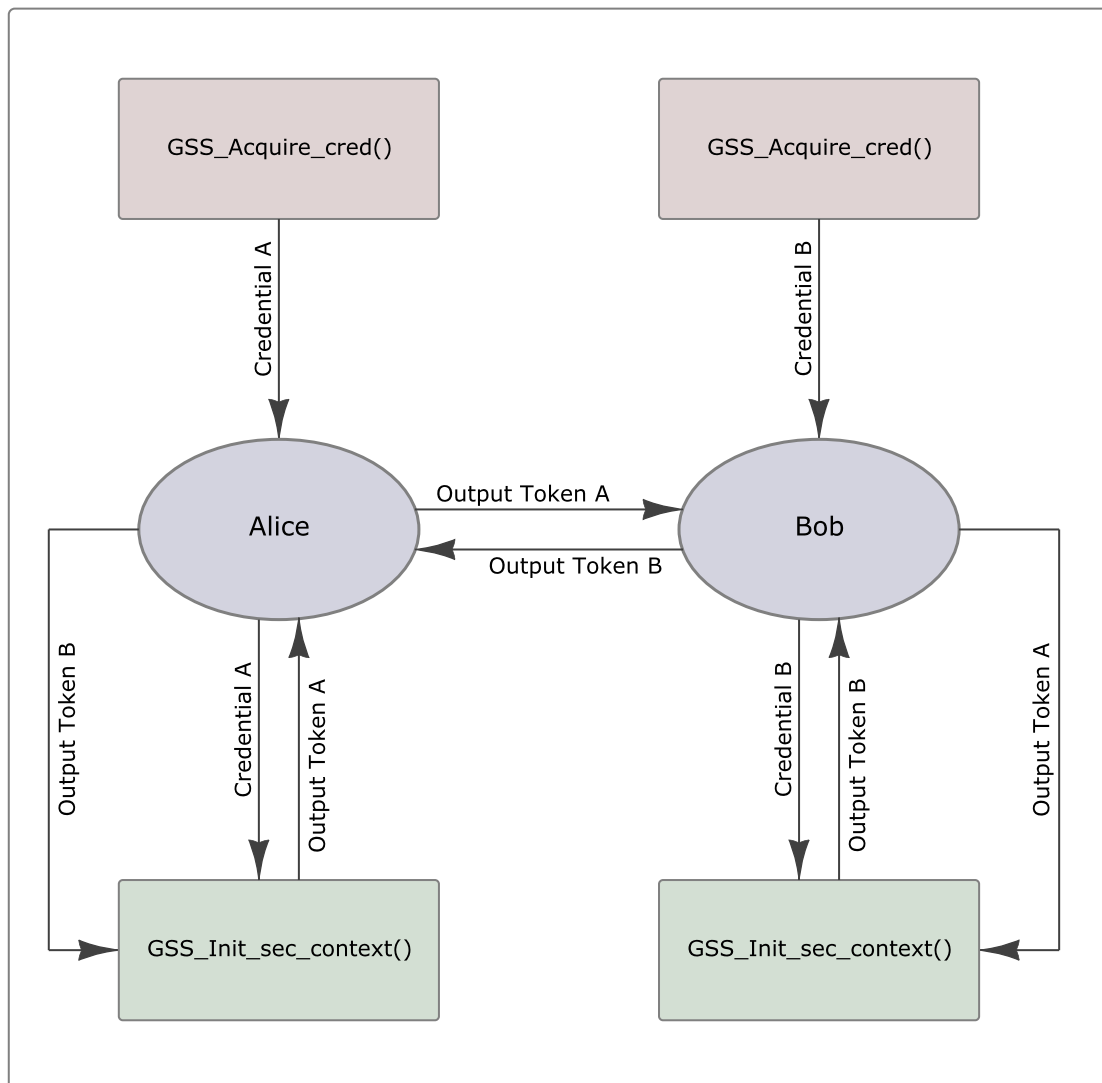 GSS_Acquire_cred()
GSS_Acquire_cred()
Credential A
Credential B
Alice
Output Token A
Output Token B
Bob
Output Token B
Credential A
Output Token A
Credential B
Output Token B
Output Token A
GSS_Init_sec_context()
GSS_Init_sec_context()